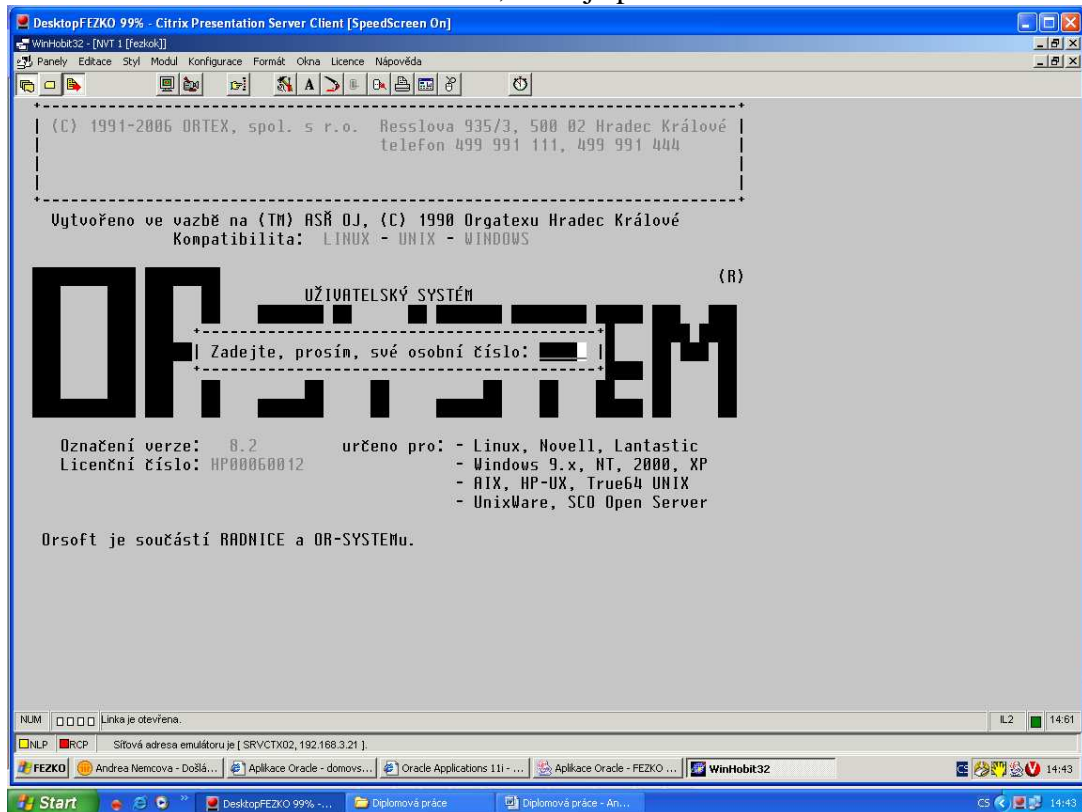 DesktopFEZKO 99% - Citrix Presentation Server Client [SpeedScreen On]
WinHobit32 - [NVT 1 [fezkok]]
Panely Editace Styl Modul Konfigurace Formát Okna Licence Nápověda
(C) 1991-2006 ORTEX, spol. s r.o. Resslova 935/3, 500 02 Hradec Králové
telefon 499 991 111, 499 991 444
Vytvořeno ve vazbě na (TM) ASŘ OJ, (C) 1990 Orgatexu Hradec Králové
Kompatibilita: LINUX - UNIX - WINDOWS
(R)
UŽIVATELSKÝ SYSTÉM
OR SYSTEM
Zadejte, prosím, své osobní číslo:
Označení verze: 8.2 určeno pro: - Linux, Novell, Lantastic
Licenční číslo: HP00060012 - Windows 9.x, NT, 2000, XP
- AIX, HP-UX, True64 UNIX
- UnixWare, SCO Open Server
Orsoft je součástí RADNICE a OR-SYSTEMu.
NUM Linka je otevřena. IL2 14:61
NLP RCP Síťová adresa emulátoru je [ SRVCTX02, 192.168.3.21 ].
FEZKO Andrea Nemcova - Došlá... Aplikace Oracle - domovs... Oracle Applications 11i - ... Aplikace Oracle - FEZKO ... WinHobit32 CS 14:43
Start DesktopFEZKO 99% -... Diplomová práce Diplomová práce - An... CS 14:43